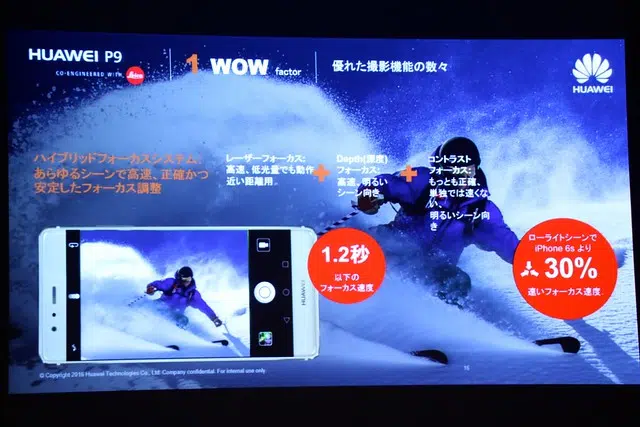 HUAWEI P9
CO-ENGINEERED WITH Leica
1 WOW factor
優れた撮影機能の数々
HUAWEI
ハイブリッドフォーカスシステム、
あらゆるシーンで高速、正確かつ
安定したフォーカス調整
レーザーフォーカス:
高速、低光量でも動作
近い距離用。
+
Depth(深度)
フォーカス:
高速、明るい
シーン向き
+
コントラスト
フォーカス:
もっとも正確、
単独では速くな
い、
明るいシーン向
き
1.2秒
以下の
フォーカス速度
ローライトシーンで
iPhone 6s より
30%
速いフォーカス速度
HUAWEI
© Copyright 2016 Huawei Technologies Co., Ltd. Company confidential. For Internal use only.
16